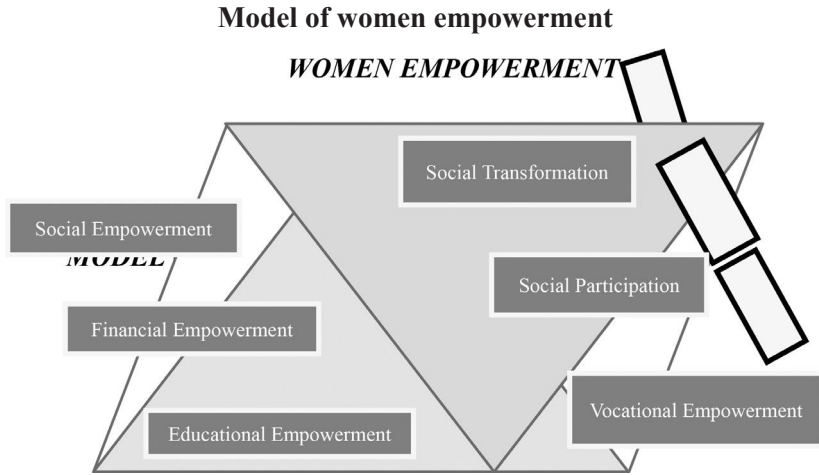 Model of women empowerment
WOMEN EMPOWERMENT
Social Transformation
Social Empowerment
MODEL
Social Participation
Financial Empowerment
Vocational Empowerment
Educational Empowerment